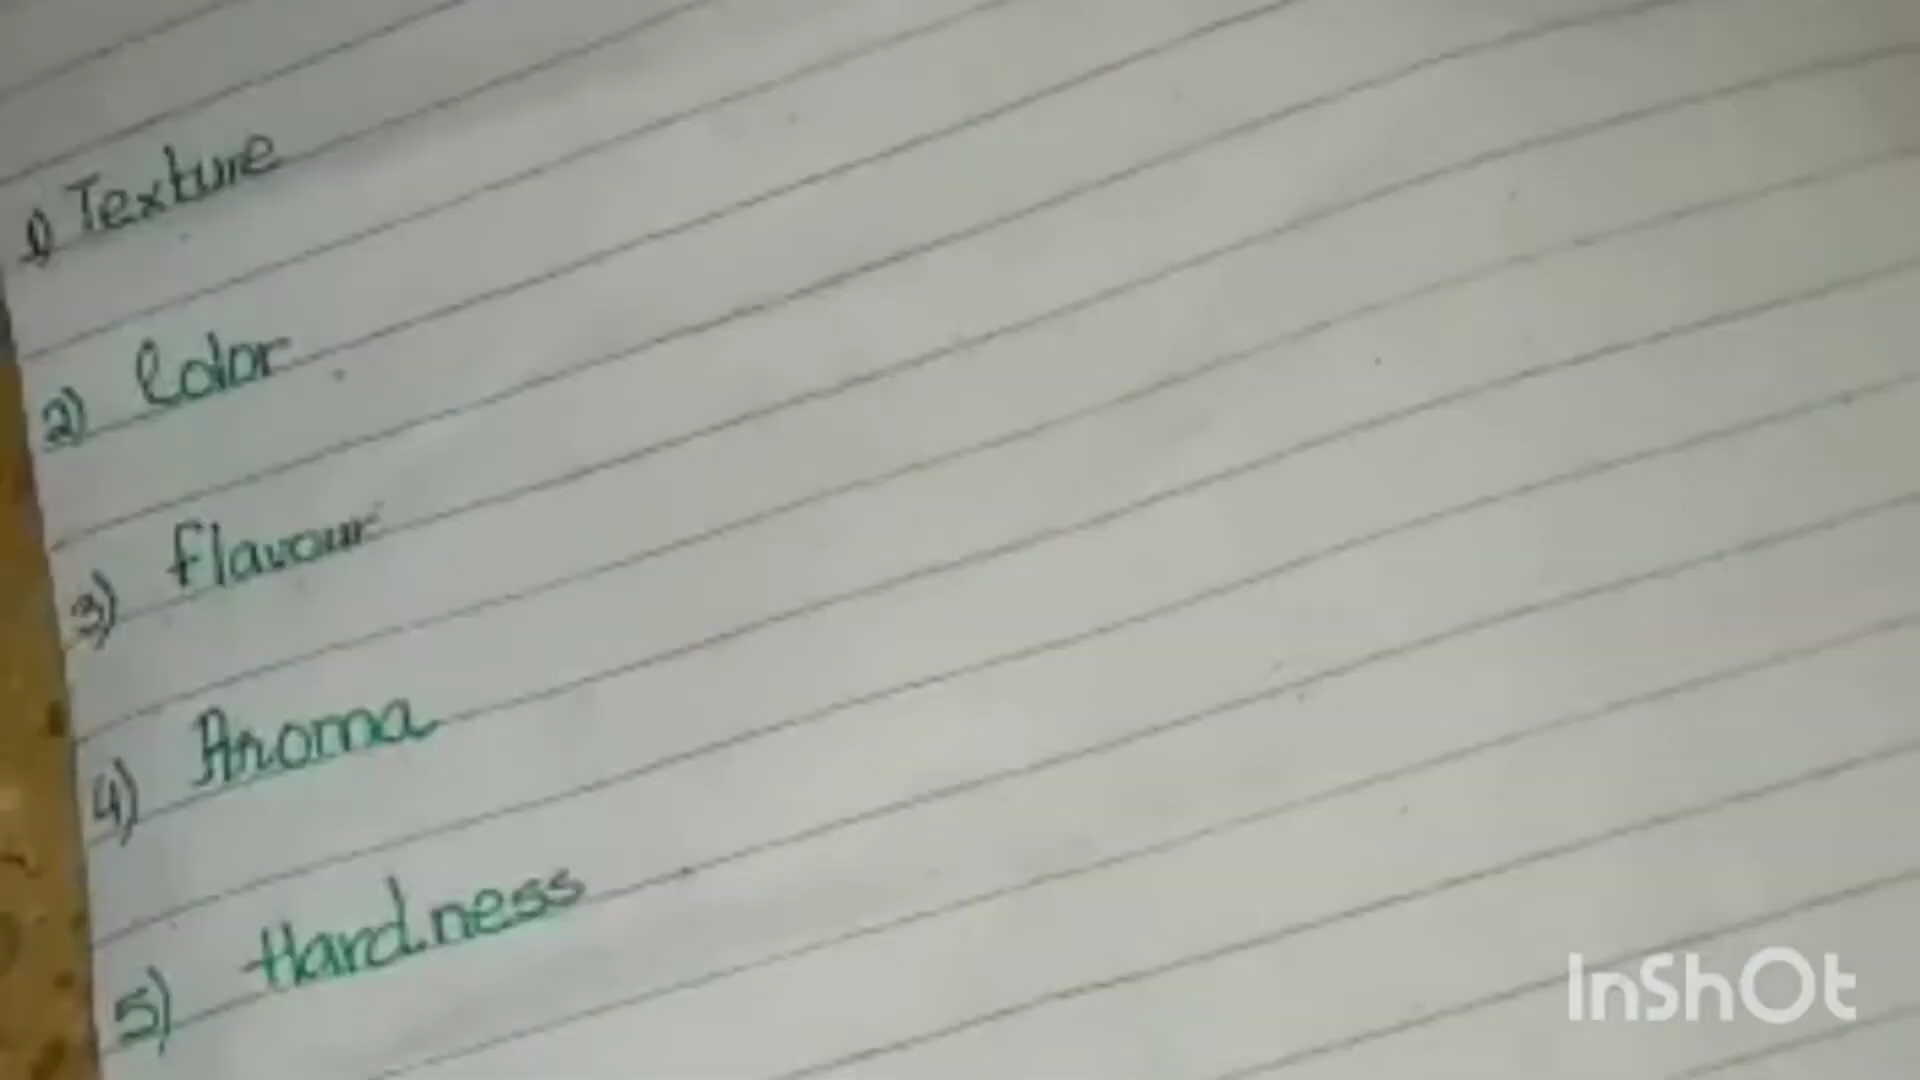 1) Texture
2) Color
3) flavour
4) Aroma
5) Hardness
InShOt